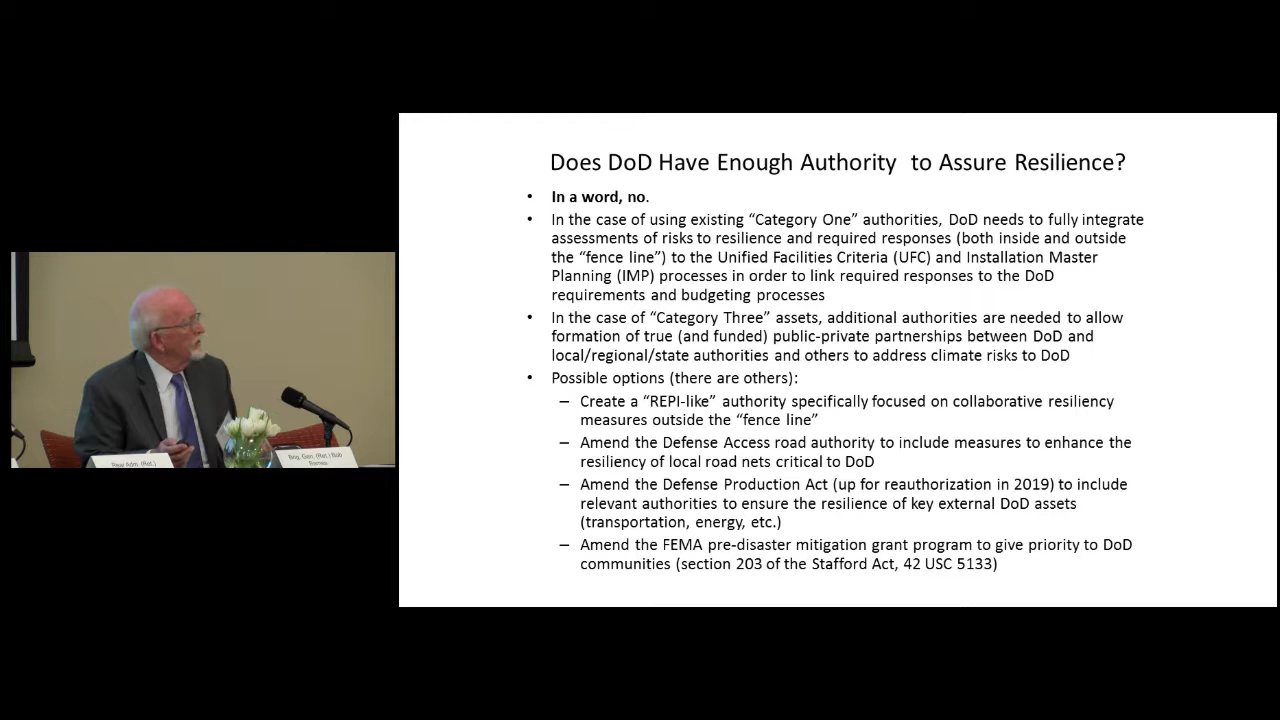 Does DoD Have Enough Authority to Assure Resilience?
• In a word, no.
• In the case of using existing “Category One” authorities, DoD needs to fully integrate
assessments of risks to resilience and required responses (both inside and outside
the “fence line”) to the Unified Facilities Criteria (UFC) and Installation Master
Planning (IMP) processes in order to link required responses to the DoD
requirements and budgeting processes
• In the case of “Category Three” assets, additional authorities are needed to allow
formation of true (and funded) public-private partnerships between DoD and
local/regional/state authorities and others to address climate risks to DoD
• Possible options (there are others):
– Create a “REPI-like” authority specifically focused on collaborative resiliency
measures outside the “fence line”
– Amend the Defense Access road authority to include measures to enhance the
resiliency of local road nets critical to DoD
– Amend the Defense Production Act (up for reauthorization in 2019) to include
relevant authorities to ensure the resilience of key external DoD assets
(transportation, energy, etc.)
– Amend the FEMA pre-disaster mitigation grant program to give priority to DoD
communities (section 203 of the Stafford Act, 42 USC 5133)
Rear Adm. (Ret.)
Brig. Gen. (Ret.) Bob